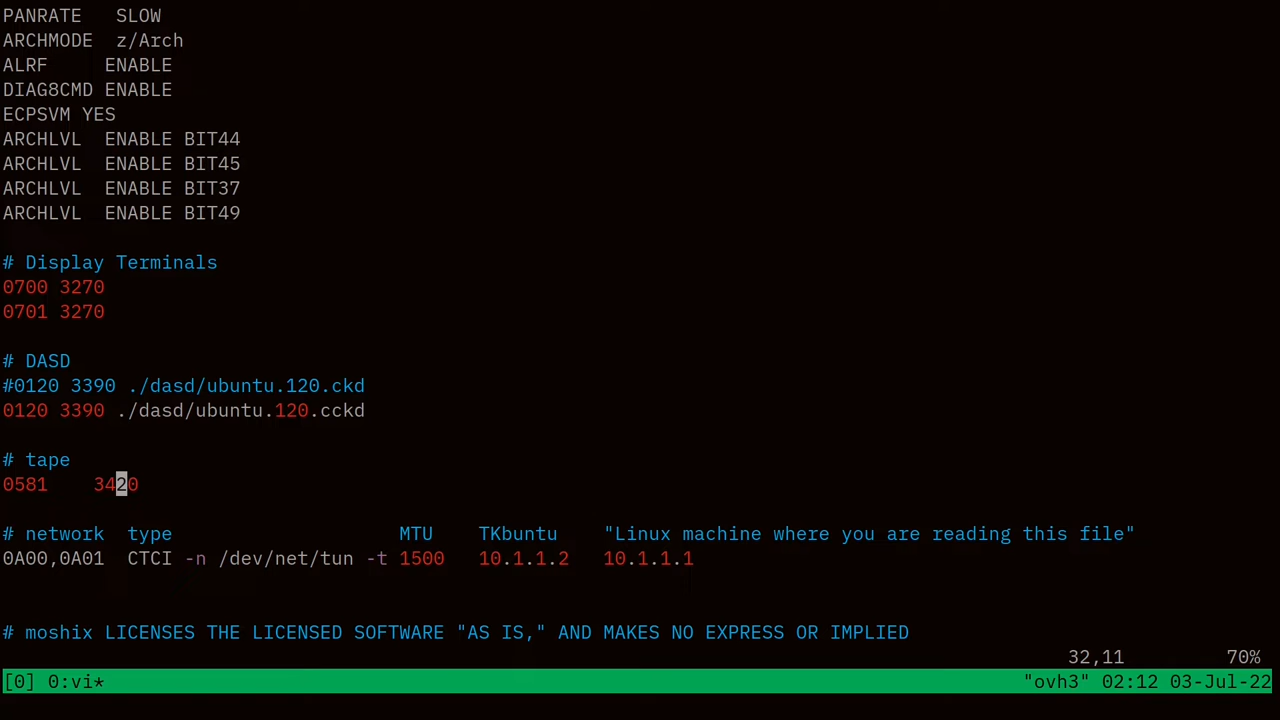 PANRATE   SLOW
ARCHMODE  z/Arch
ALRF     ENABLE
DIAG8CMD ENABLE
ECPSVM YES
ARCHLVL  ENABLE BIT44
ARCHLVL  ENABLE BIT45
ARCHLVL  ENABLE BIT37
ARCHLVL  ENABLE BIT49
# Display Terminals
0700 3270
0701 3270
# DASD
#0120 3390 ./dasd/ubuntu.120.ckd
0120 3390 ./dasd/ubuntu.120.cckd
# tape
0581    3420
# network  type                    MTU    TKbuntu    "Linux machine where you are reading this file"
0A00,0A01  CTCI -n /dev/net/tun -t 1500   10.1.1.2   10.1.1.1
# moshix LICENSES THE LICENSED SOFTWARE "AS IS," AND MAKES NO EXPRESS OR IMPLIED
32,11         70%
[0] 0:vi* "ovh3" 02:12 03-Jul-22